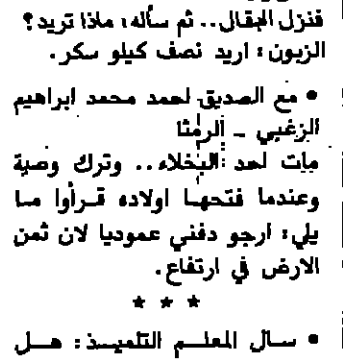 فنزل البقال.. ثم سأله: ماذا تريد؟
الزبون: اريد نصف كيلو سكر.
• مع الصديق احمد محمد ابراهيم
الزغبي - الرمثا
مات احد البخلاء.. وترك وصية
وعندما فتحها اولاده قرأوا ما
يلي: ارجو دفني عموديا لان ثمن
الارض في ارتفاع.
* * *
• سأل المعلم التلميذ: هل